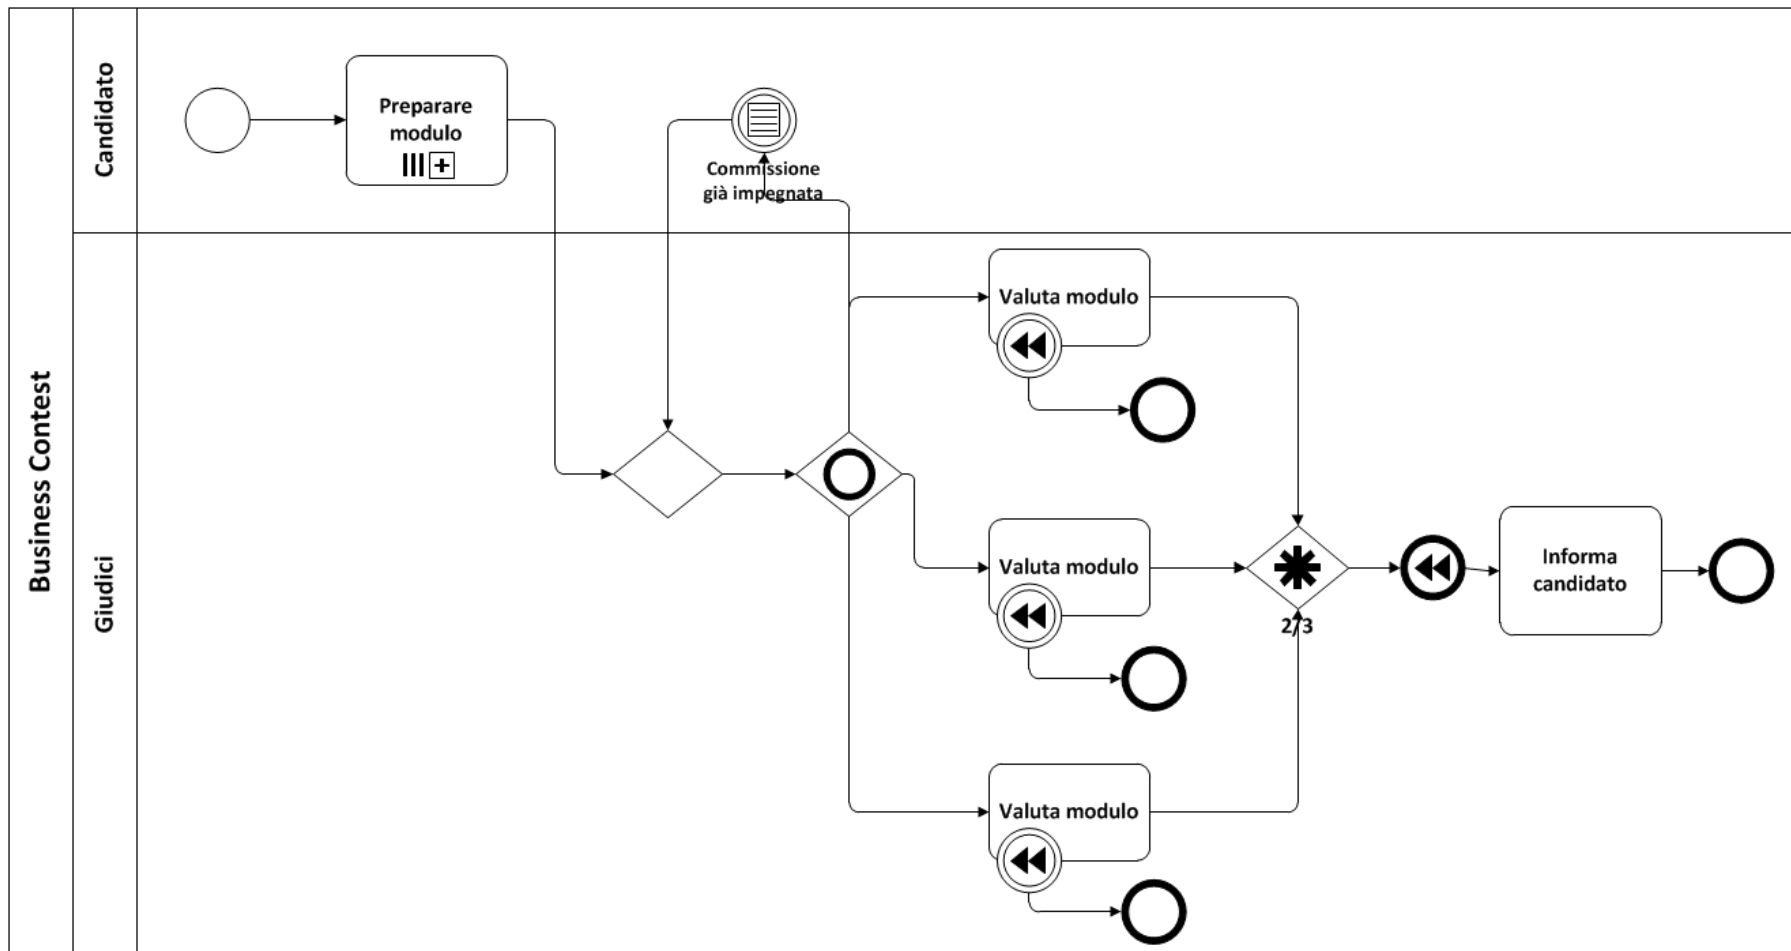 Business Contest
Candidato
Preparare
modulo
Commissione
già impegnata
Giudici
Valuta modulo
Valuta modulo
2/3
Informa
candidato
Valuta modulo